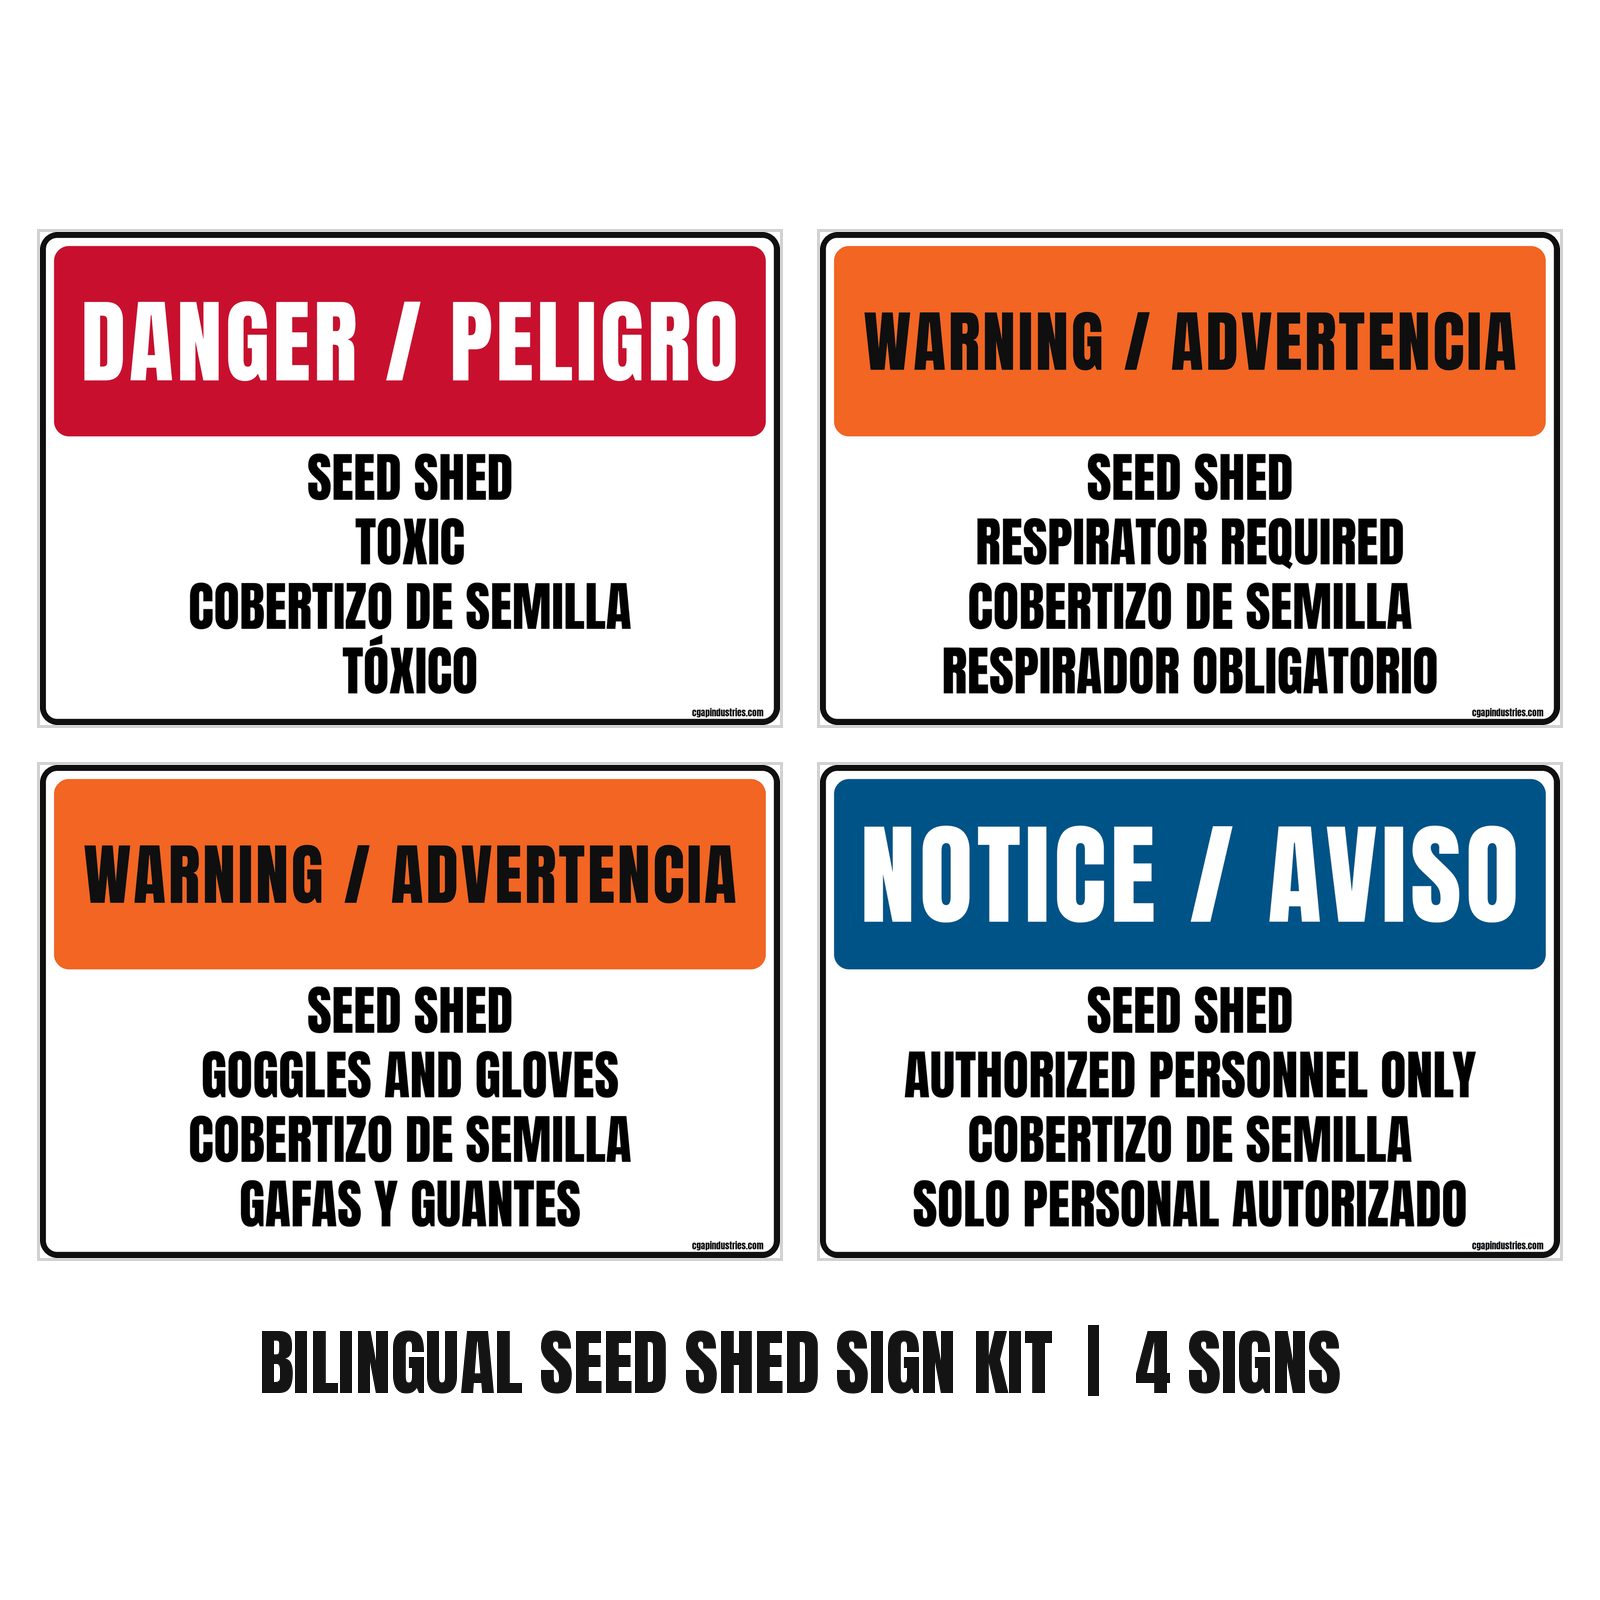 DANGER / PELIGRO
SEED SHED
TOXIC
COBERTIZO DE SEMILLA
TÓXICO
cgapindustries.com
WARNING / ADVERTENCIA
SEED SHED
RESPIRATOR REQUIRED
COBERTIZO DE SEMILLA
RESPIRADOR OBLIGATORIO
cgapindustries.com
WARNING / ADVERTENCIA
SEED SHED
GOGGLES AND GLOVES
COBERTIZO DE SEMILLA
GAFAS Y GUANTES
cgapindustries.com
NOTICE / AVISO
SEED SHED
AUTHORIZED PERSONNEL ONLY
COBERTIZO DE SEMILLA
SOLO PERSONAL AUTORIZADO
cgapindustries.com
BILINGUAL SEED SHED SIGN KIT | 4 SIGNS